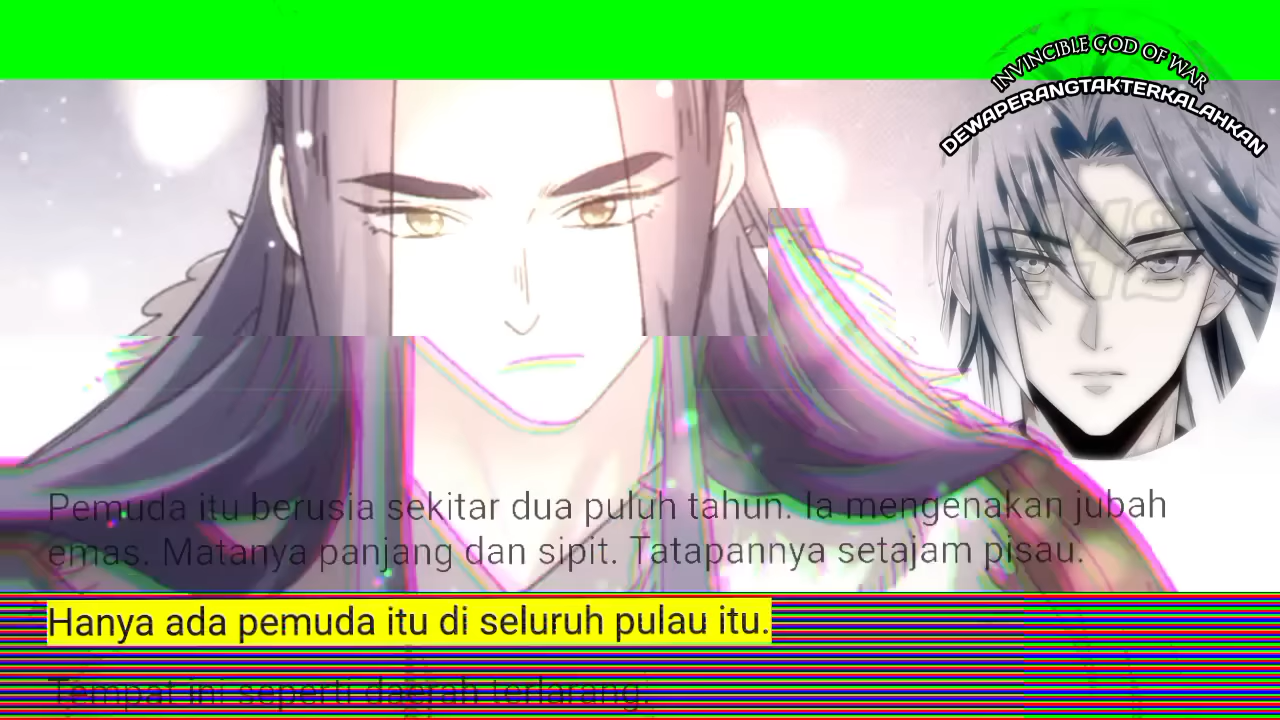 INVINCIBLE GOD OF WAR
DEWAPERANGTAKTERKALAHKAN
Pemuda itu berusia sekitar dua puluh tahun. Ia mengenakan jubah
emas. Matanya panjang dan sipit. Tatapannya setajam pisau.
Hanya ada pemuda itu di seluruh pulau itu.
Tempat ini seperti daerah terlarang.